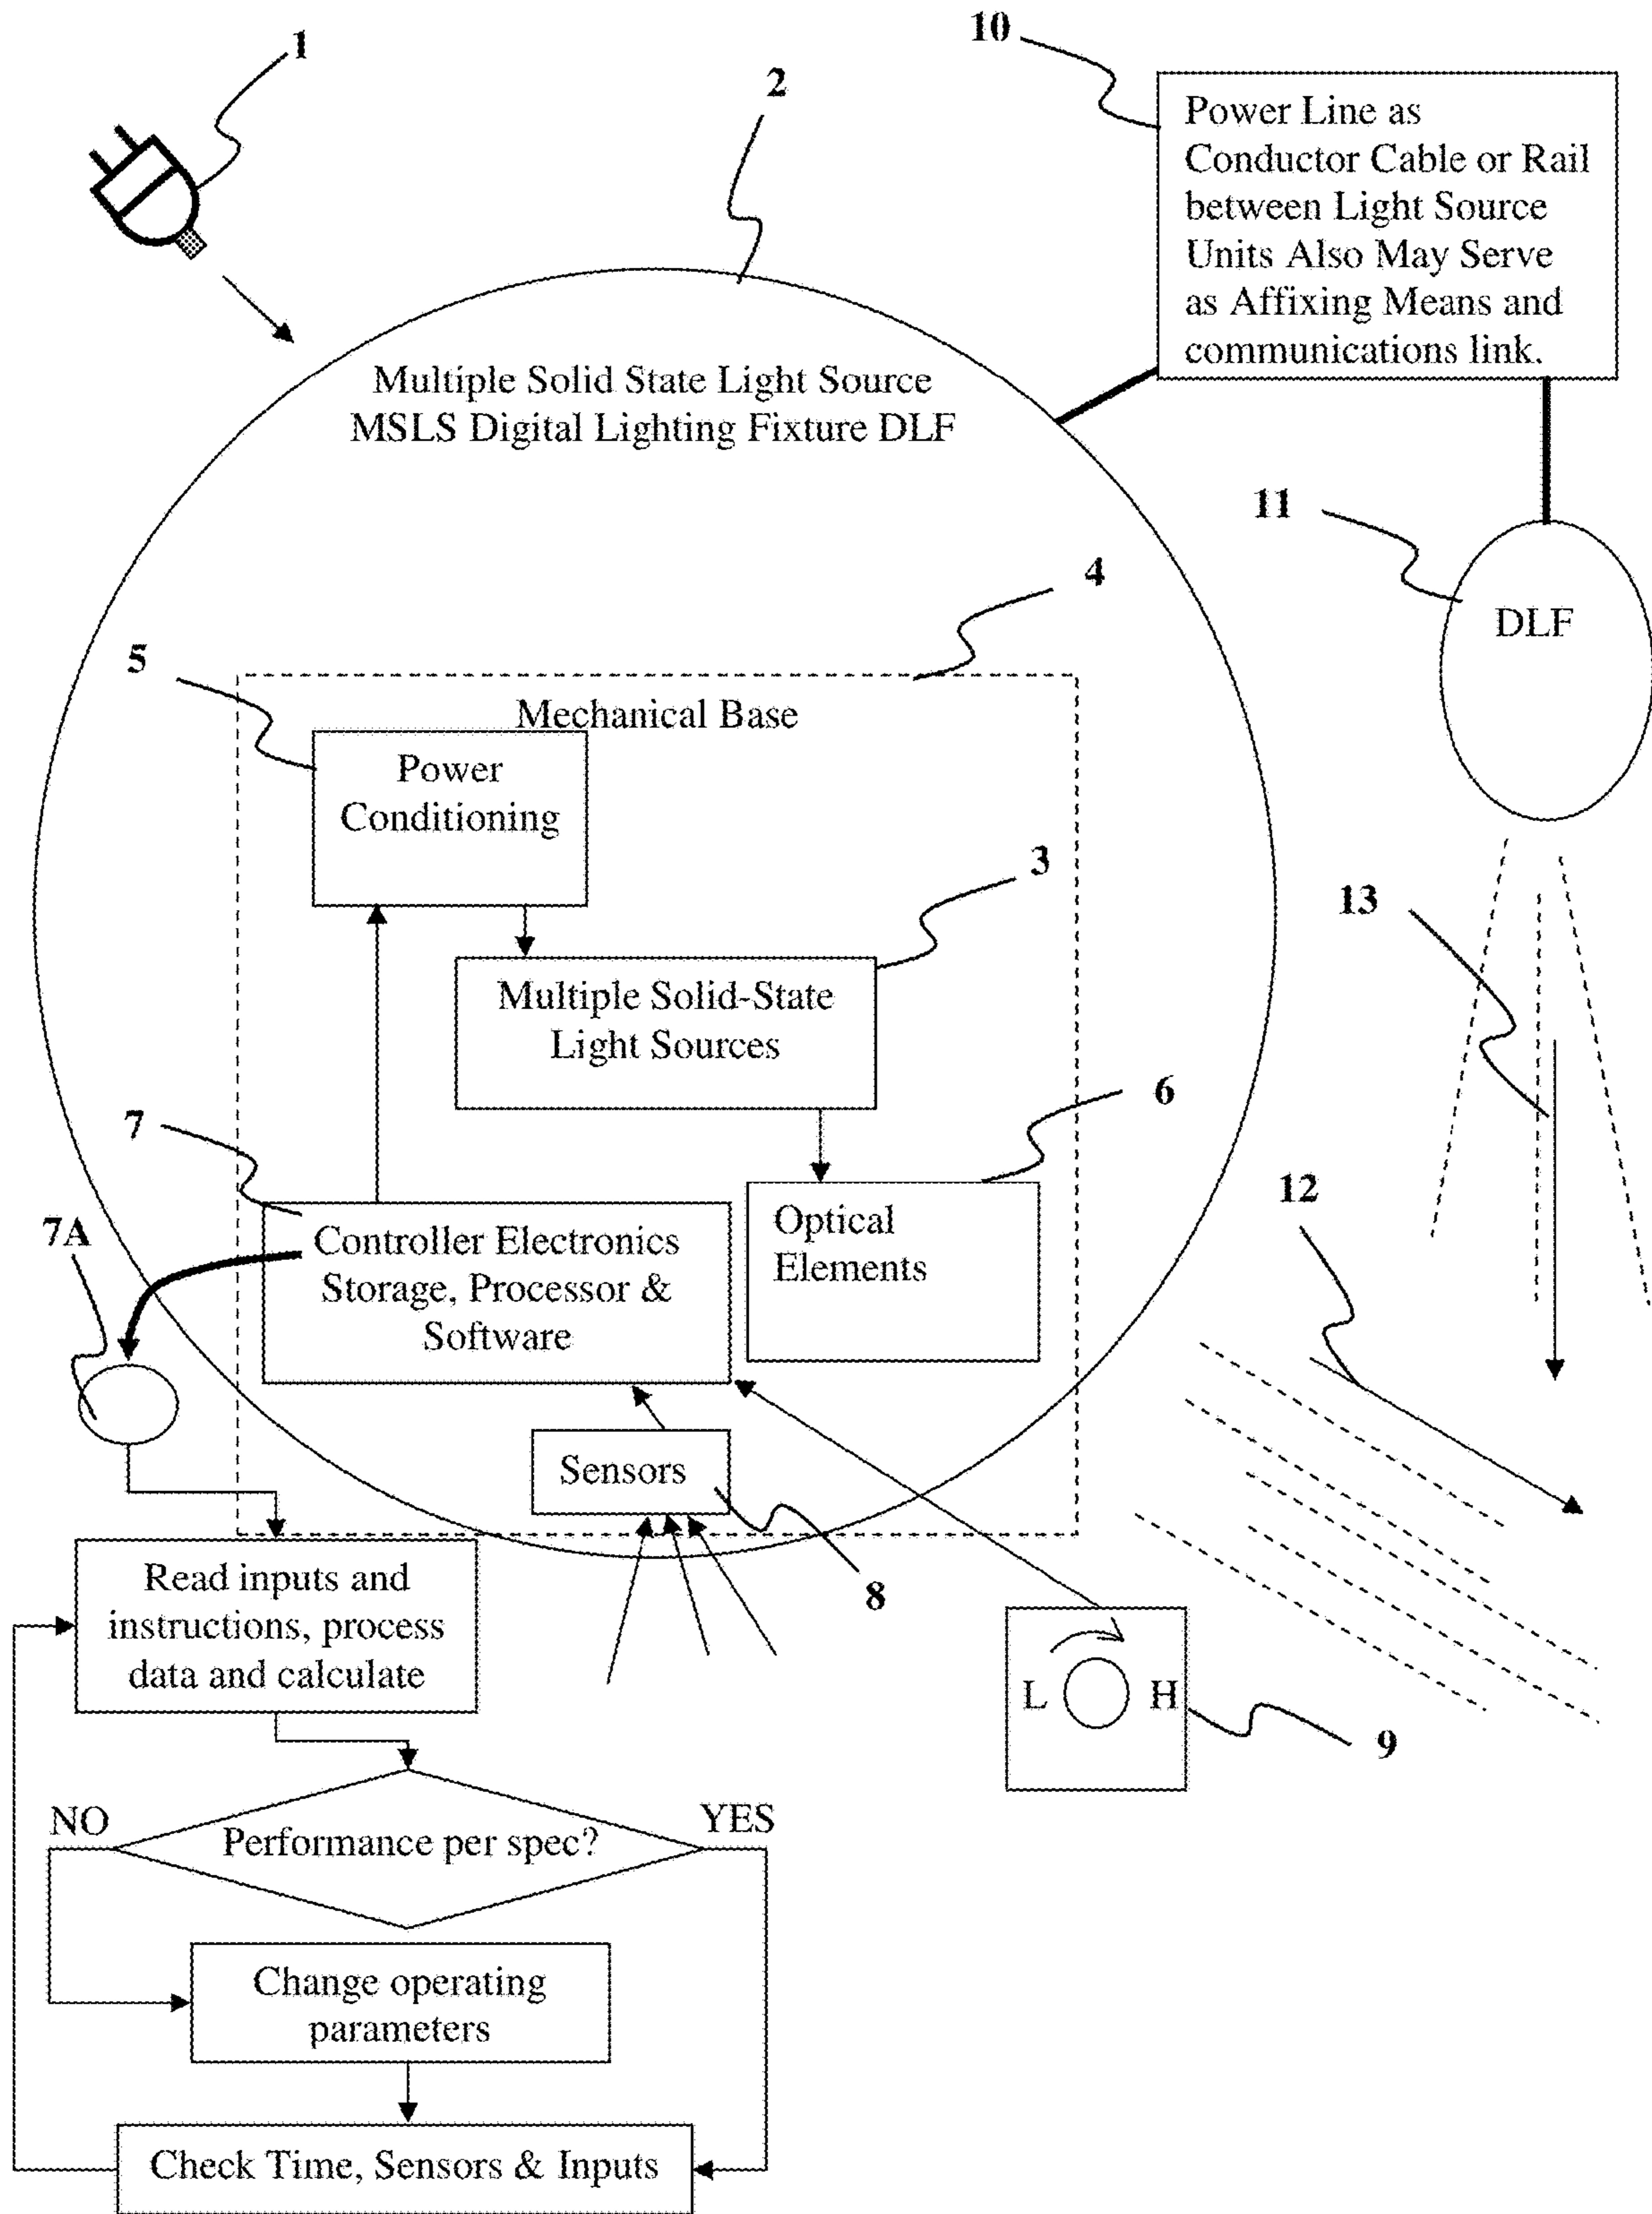 1
2
10
Power Line as
Conductor Cable or Rail
between Light Source
Units Also May Serve
as Affixing Means and
communications link.
Multiple Solid State Light Source
MSLS Digital Lighting Fixture DLF
11
DLF
4
5
Mechanical Base
Power
Conditioning
3
Multiple Solid-State
Light Sources
13
6
7
Optical
Elements
12
7A
Controller Electronics
Storage, Processor &
Software
Sensors
8
Read inputs and
instructions, process
data and calculate
L
H
9
NO
YES
Performance per spec?
Change operating
parameters
Check Time, Sensors & Inputs